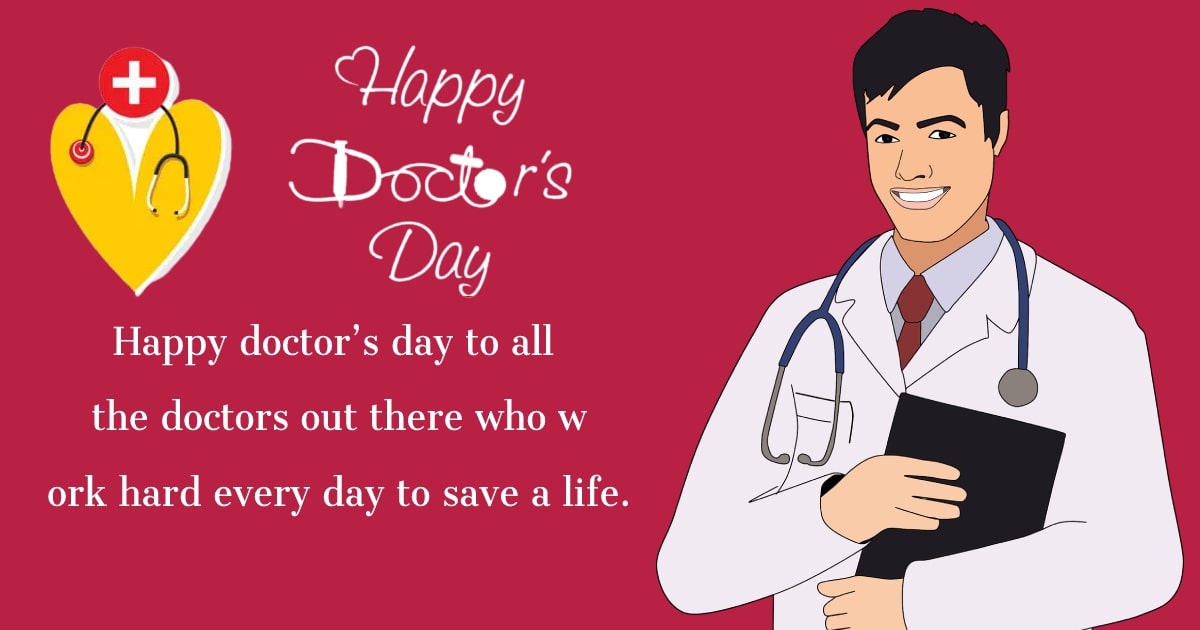 Happy
Doctor's
Day
Happy doctor’s day to all
the doctors out there who w
ork hard every day to save a life.